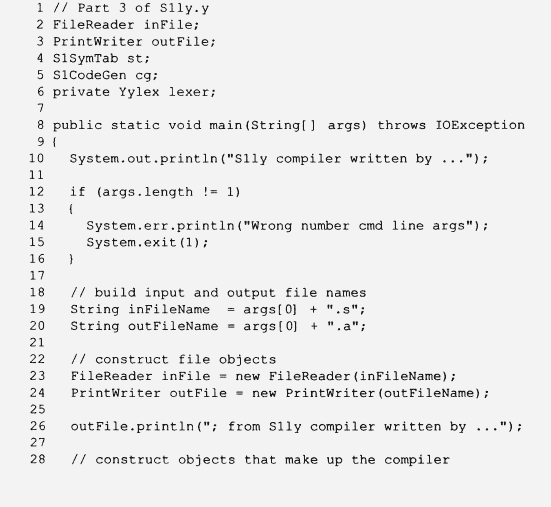 1 // Part 3 of S1ly.y
2 FileReader inFile;
3 PrintWriter outFile;
4 S1SymTab st;
5 S1CodeGen cg;
6 private Yylex lexer;
7
8 public static void main(String[] args) throws IOException
9 {
10   System.out.println("S1ly compiler written by ...");
11
12   if (args.length != 1)
13   {
14     System.err.println("Wrong number cmd line args");
15     System.exit(1);
16   }
17
18   // build input and output file names
19   String inFileName  = args[0] + ".s";
20   String outFileName = args[0] + ".a";
21
22   // construct file objects
23   FileReader inFile = new FileReader(inFileName);
24   PrintWriter outFile = new PrintWriter(outFileName);
25
26   outFile.println("; from S1ly compiler written by ...");
27
28   // construct objects that make up the compiler